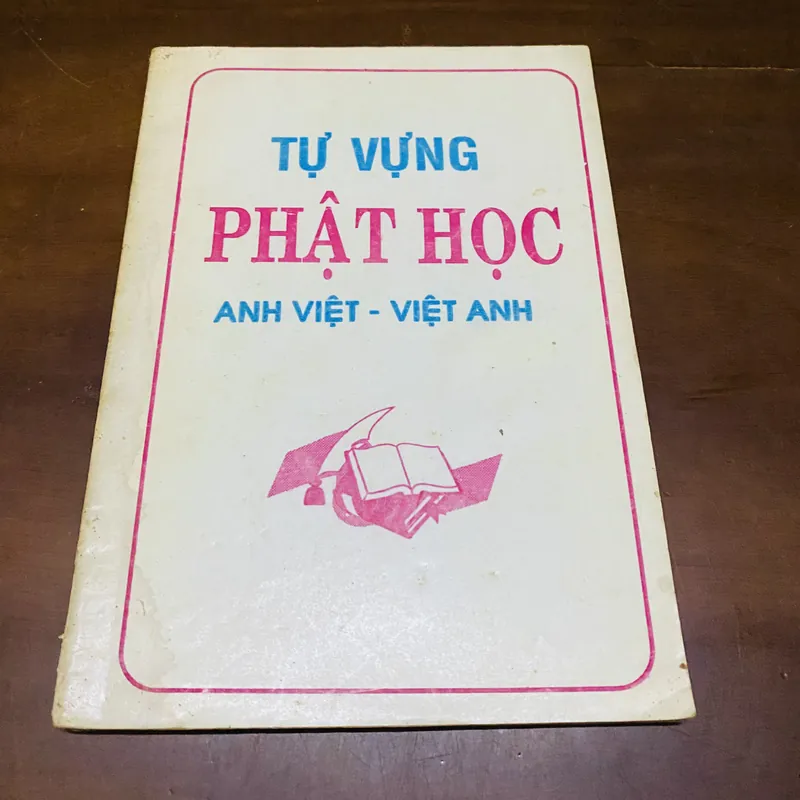 TỰ VỰNG
PHẬT HỌC
ANH VIỆT - VIỆT ANH